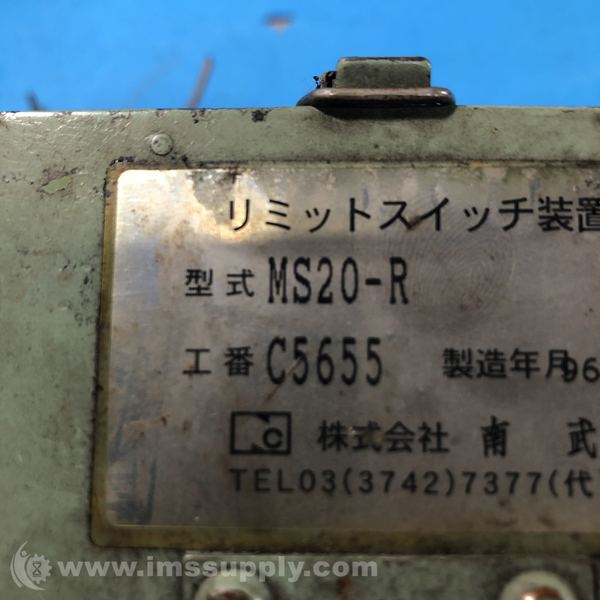 リミットスイッチ装置
型式 MS20-R
工番 C5655 製造年月 96
株式会社 南 武
TEL03(3742)7377(代)
www.imssupply.com